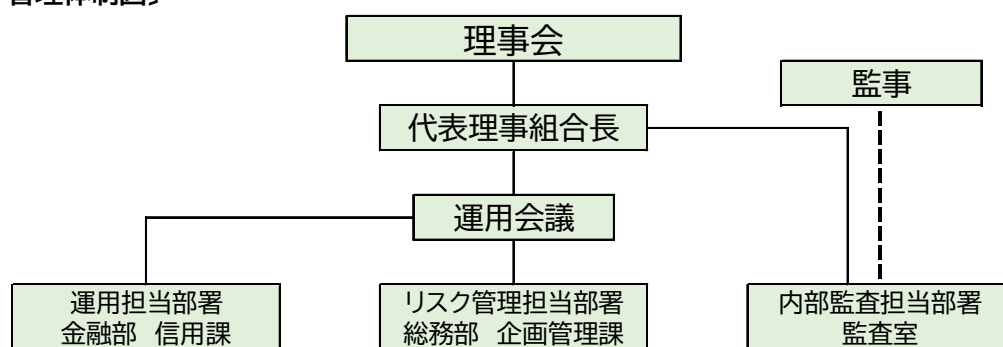 管理体制図》
理事会
監事
代表理事組合長
運用会議
運用担当部署
金融部 信用課
リスク管理担当部署
総務部 企画管理課
内部監査担当部署
監査室